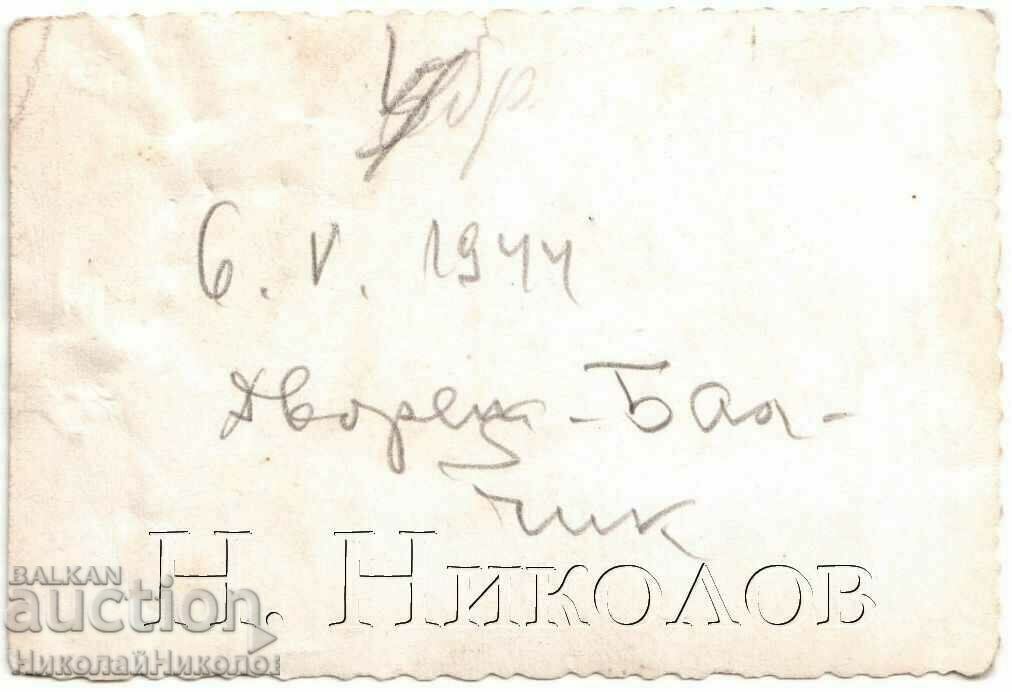 6. V. 1944
Дворец - Бал-
чик
Н. Николов
BALKAN
auction
НиколайНиколов